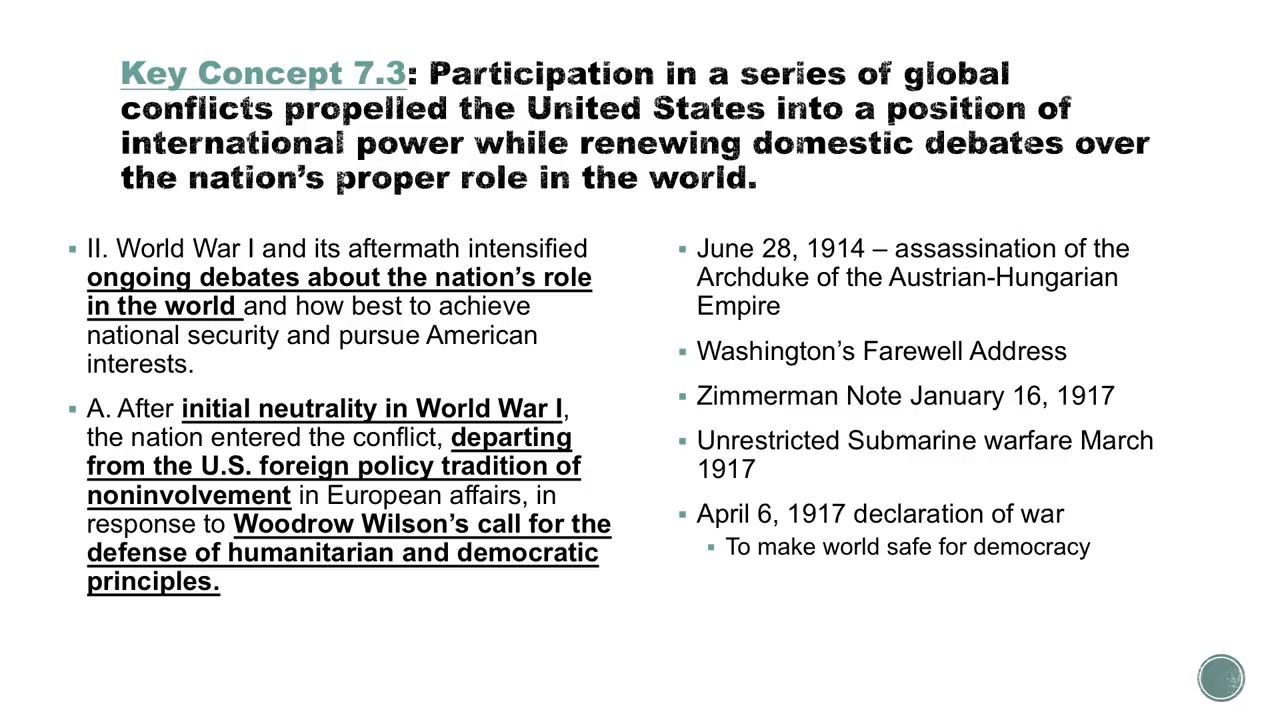 Key Concept 7.3: Participation in a series of global
conflicts propelled the United States into a position of
international power while renewing domestic debates over
the nation’s proper role in the world.
▪ II. World War I and its aftermath intensified
ongoing debates about the nation’s role
in the world and how best to achieve
national security and pursue American
interests.
▪ A. After initial neutrality in World War I,
the nation entered the conflict, departing
from the U.S. foreign policy tradition of
noninvolvement in European affairs, in
response to Woodrow Wilson’s call for the
defense of humanitarian and democratic
principles.
▪ June 28, 1914 – assassination of the
Archduke of the Austrian-Hungarian
Empire
▪ Washington’s Farewell Address
▪ Zimmerman Note January 16, 1917
▪ Unrestricted Submarine warfare March
1917
▪ April 6, 1917 declaration of war
▪ To make world safe for democracy